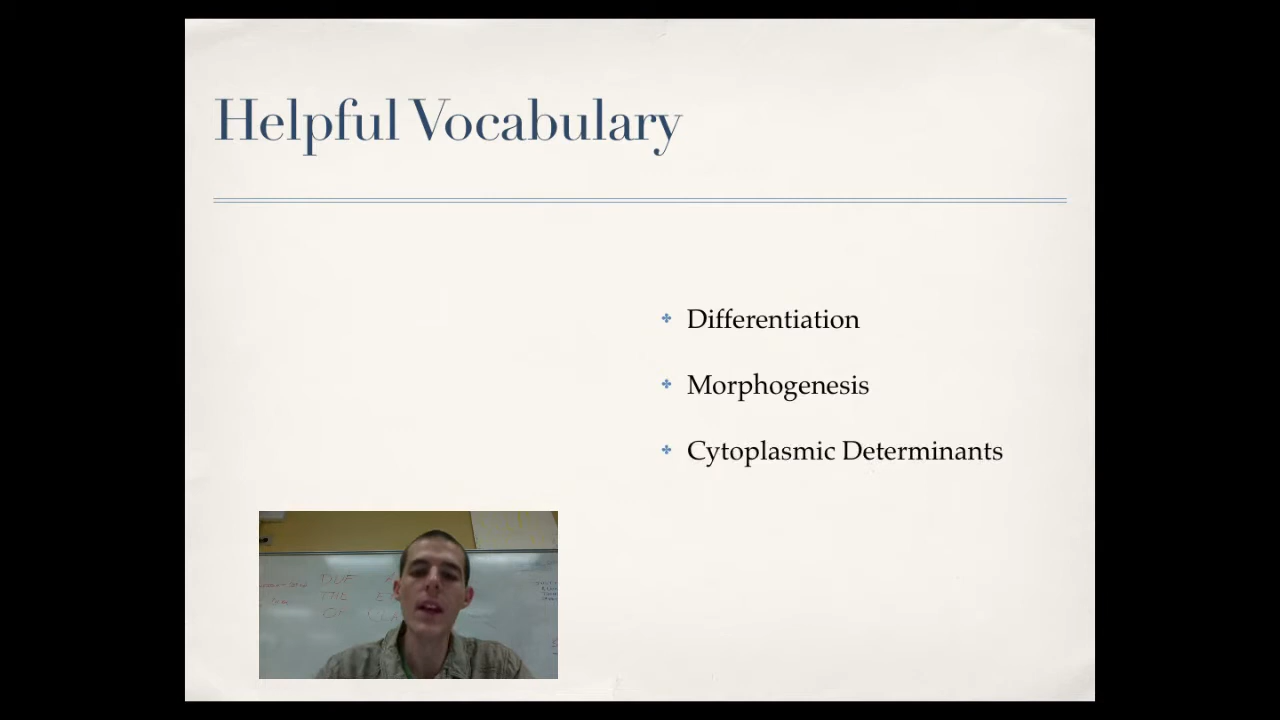 Helpful Vocabulary
Differentiation
Morphogenesis
Cytoplasmic Determinants